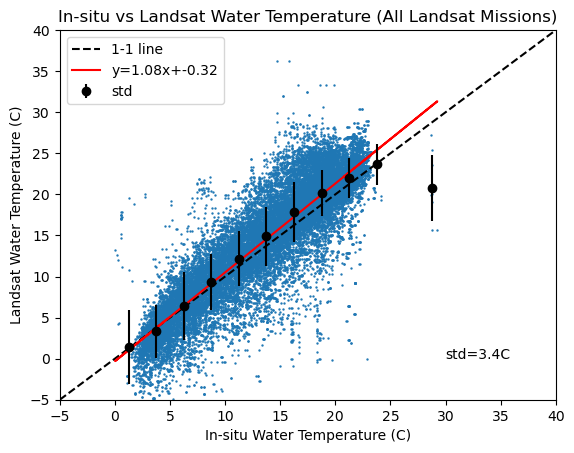 In-situ vs Landsat Water Temperature (All Landsat Missions)
1-1 line
y=1.08x+-0.32
std
Landsat Water Temperature (C)
40
35
30
25
20
15
10
5
0
−5
std=3.4C
−5
0
5
10
15
20
25
30
35
40
In-situ Water Temperature (C)